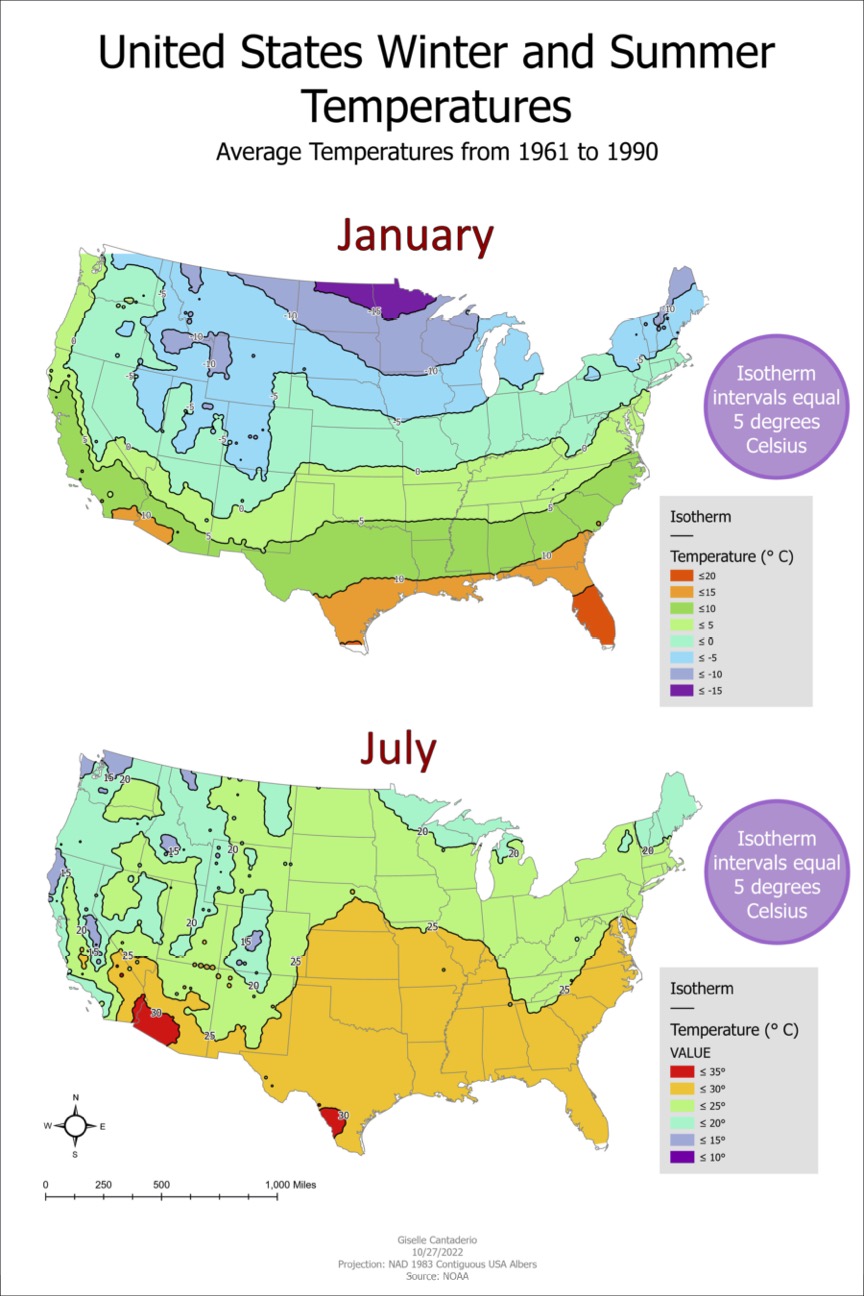 United States Winter and Summer
Temperatures
Average Temperatures from 1961 to 1990
January
-5
-10
-15
-10
0
-10
-10
-10
-5
-5
-5
-5
-5
-5
0
5
0
0
0
5
5
5
10
10
10
Isotherm
intervals equal
5 degrees
Celsius
Isotherm
Temperature (° C)
≤20
≤15
≤10
≤ 5
≤ 0
≤ -5
≤ -10
≤ -15
July
15 20
20
15
20
20
20
15
20
20
15
15
25
25
25
20
25
25
30
30
Isotherm
intervals equal
5 degrees
Celsius
Isotherm
Temperature (° C)
VALUE
≤ 35°
≤ 30°
≤ 25°
≤ 20°
≤ 15°
≤ 10°
N
W E
S
0 250 500 1,000 Miles
Giselle Cantaderio
10/27/2022
Projection: NAD 1983 Contiguous USA Albers
Source: NOAA